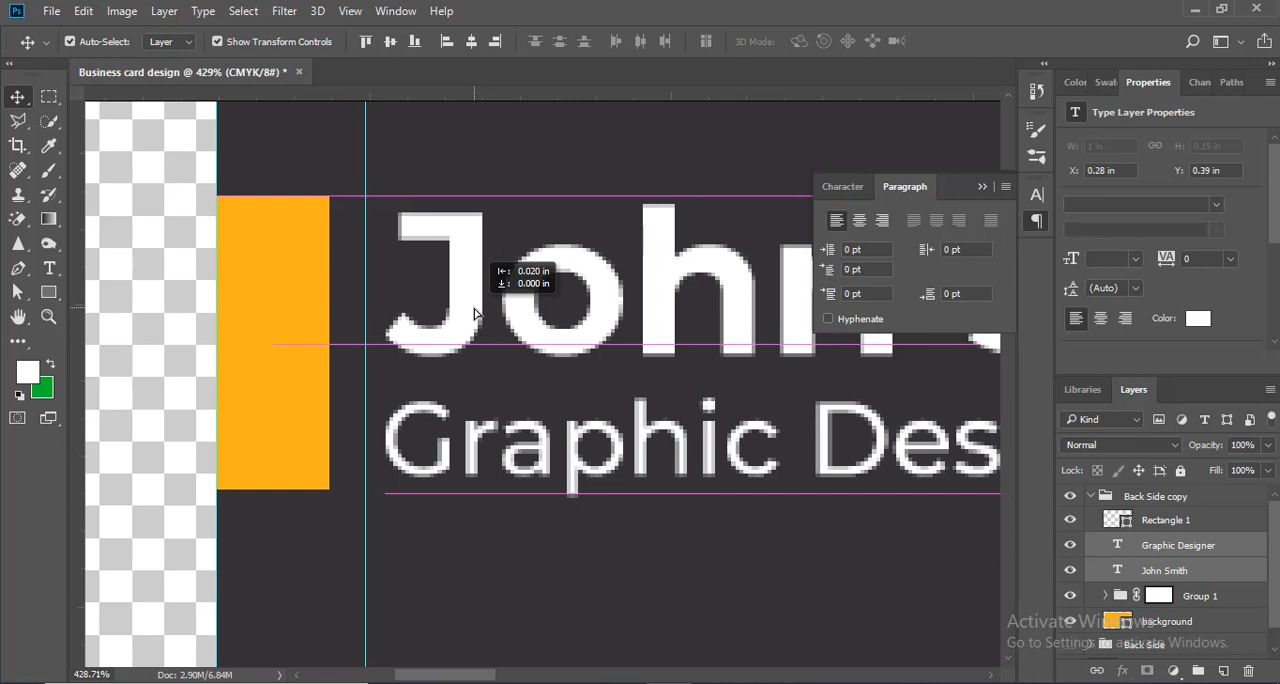 Ps File Edit Image Layer Type Select Filter 3D View Window Help
Auto-Select: Layer Show Transform Controls 3D Mode:
Business card design @ 429% (CMYK/8#) * ×
Color Swat Properties Chan Paths
T Type Layer Properties
W: 1 in H: 0.19 in
X: 0.28 in Y: 0.39 in
Character Paragraph
0 pt 0 pt
0 pt
0 pt 0 pt
Hyphenate
VA 0
(Auto)
Color:
John S
0.020 in
0.000 in
Graphic Des
Libraries Layers
Kind
Normal Opacity: 100%
Lock: Fill: 100%
Back Side copy
Rectangle 1
T Graphic Designer
T John Smith
Group 1
background
Back Side
Activate Windows
Go to Settings to activate Windows.
428.71% Doc: 2.90M/6.84M